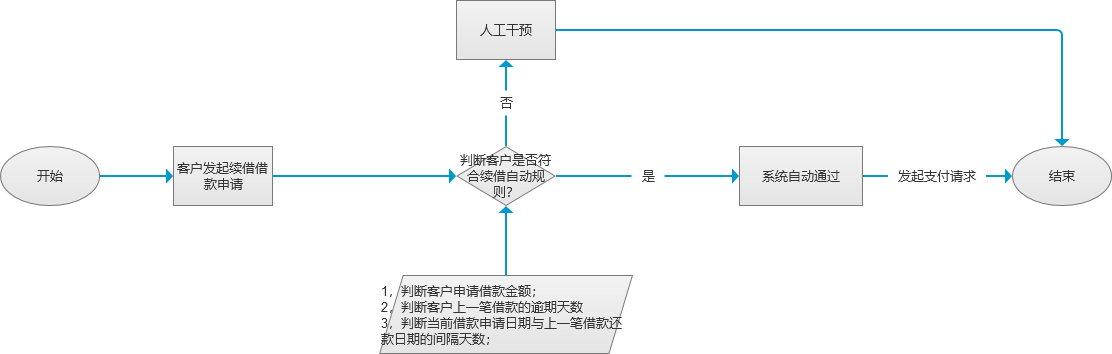 人工干预
否
开始
客户发起续借借
款申请
判断客户是否符
合续借自动规
则?
是
系统自动通过
发起支付请求
结束
1，判断客户申请借款金额;
2，判断客户上一笔借款的逾期天数
3，判断当前借款申请日期与上一笔借款还
款日期的间隔天数;